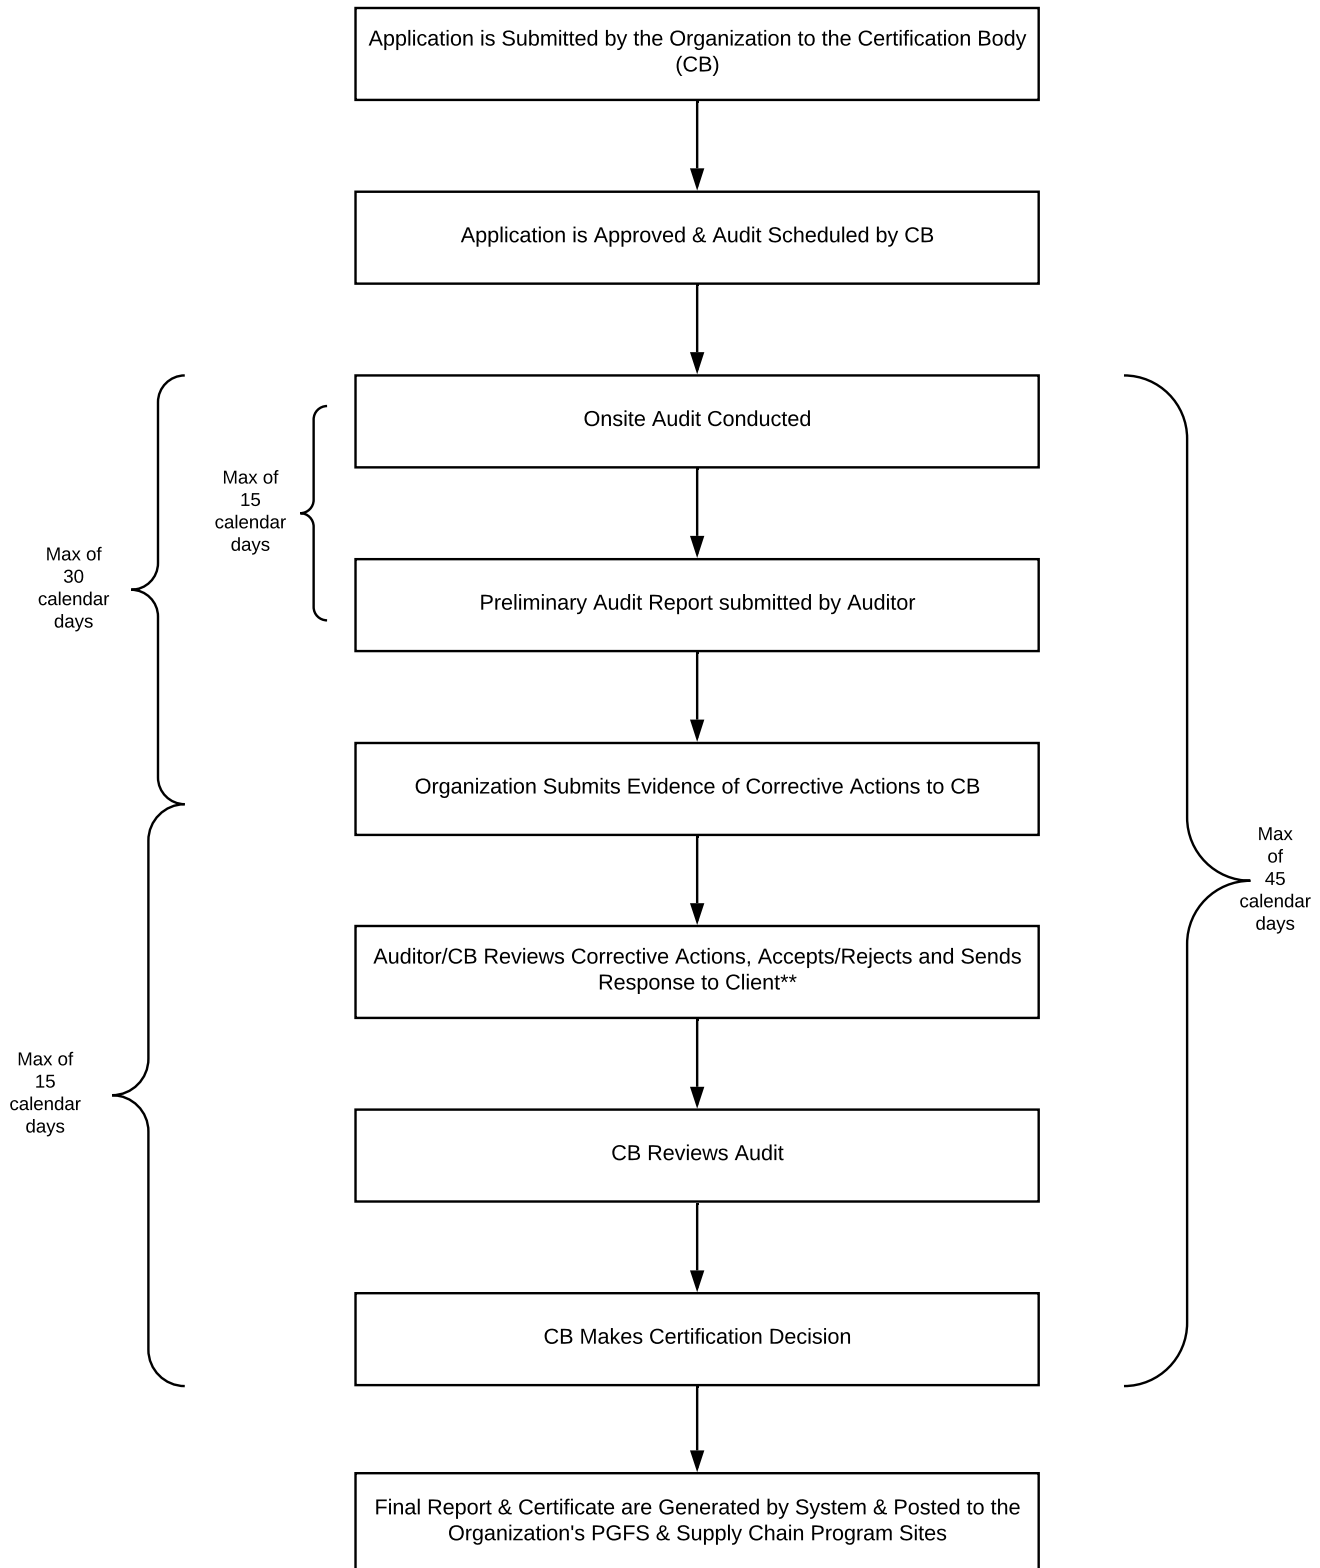 Application is Submitted by the Organization to the Certification Body
(CB)
Application is Approved & Audit Scheduled by CB
Onsite Audit Conducted
Max of
15
calendar
days
Max of
30
calendar
days
Preliminary Audit Report submitted by Auditor
Organization Submits Evidence of Corrective Actions to CB
Max
of
45
calendar
days
Auditor/CB Reviews Corrective Actions, Accepts/Rejects and Sends
Response to Client**
Max of
15
calendar
days
CB Reviews Audit
CB Makes Certification Decision
Final Report & Certificate are Generated by System & Posted to the
Organization's PGFS & Supply Chain Program Sites